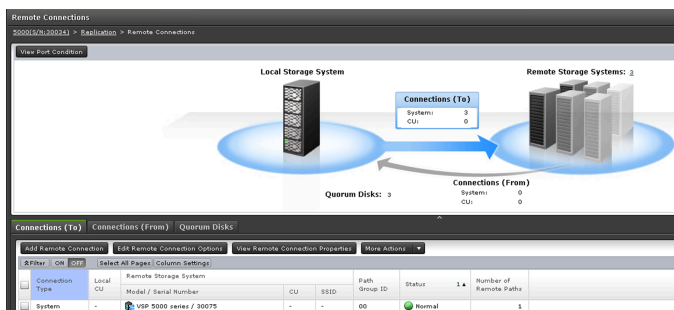 Remote Connections
5000(S/N:30034) > Replication > Remote Connections
View Port Condition
Local Storage System
Remote Storage Systems: 3
Connections (To)
System: 3
CU: 0
Connections (From)
Quorum Disks: 3
System: 0
CU: 0
Connections (To) Connections (From) Quorum Disks
Add Remote Connection Edit Remote Connection Options View Remote Connection Properties More Actions
Filter ON OFF Select All Pages Column Settings
Connection Type Local CU Remote Storage System Path Group ID Status 1 Number of Remote Paths
Model / Serial Number CU SSID
System - VSP 5000 series / 30075 - - 00 Normal 1